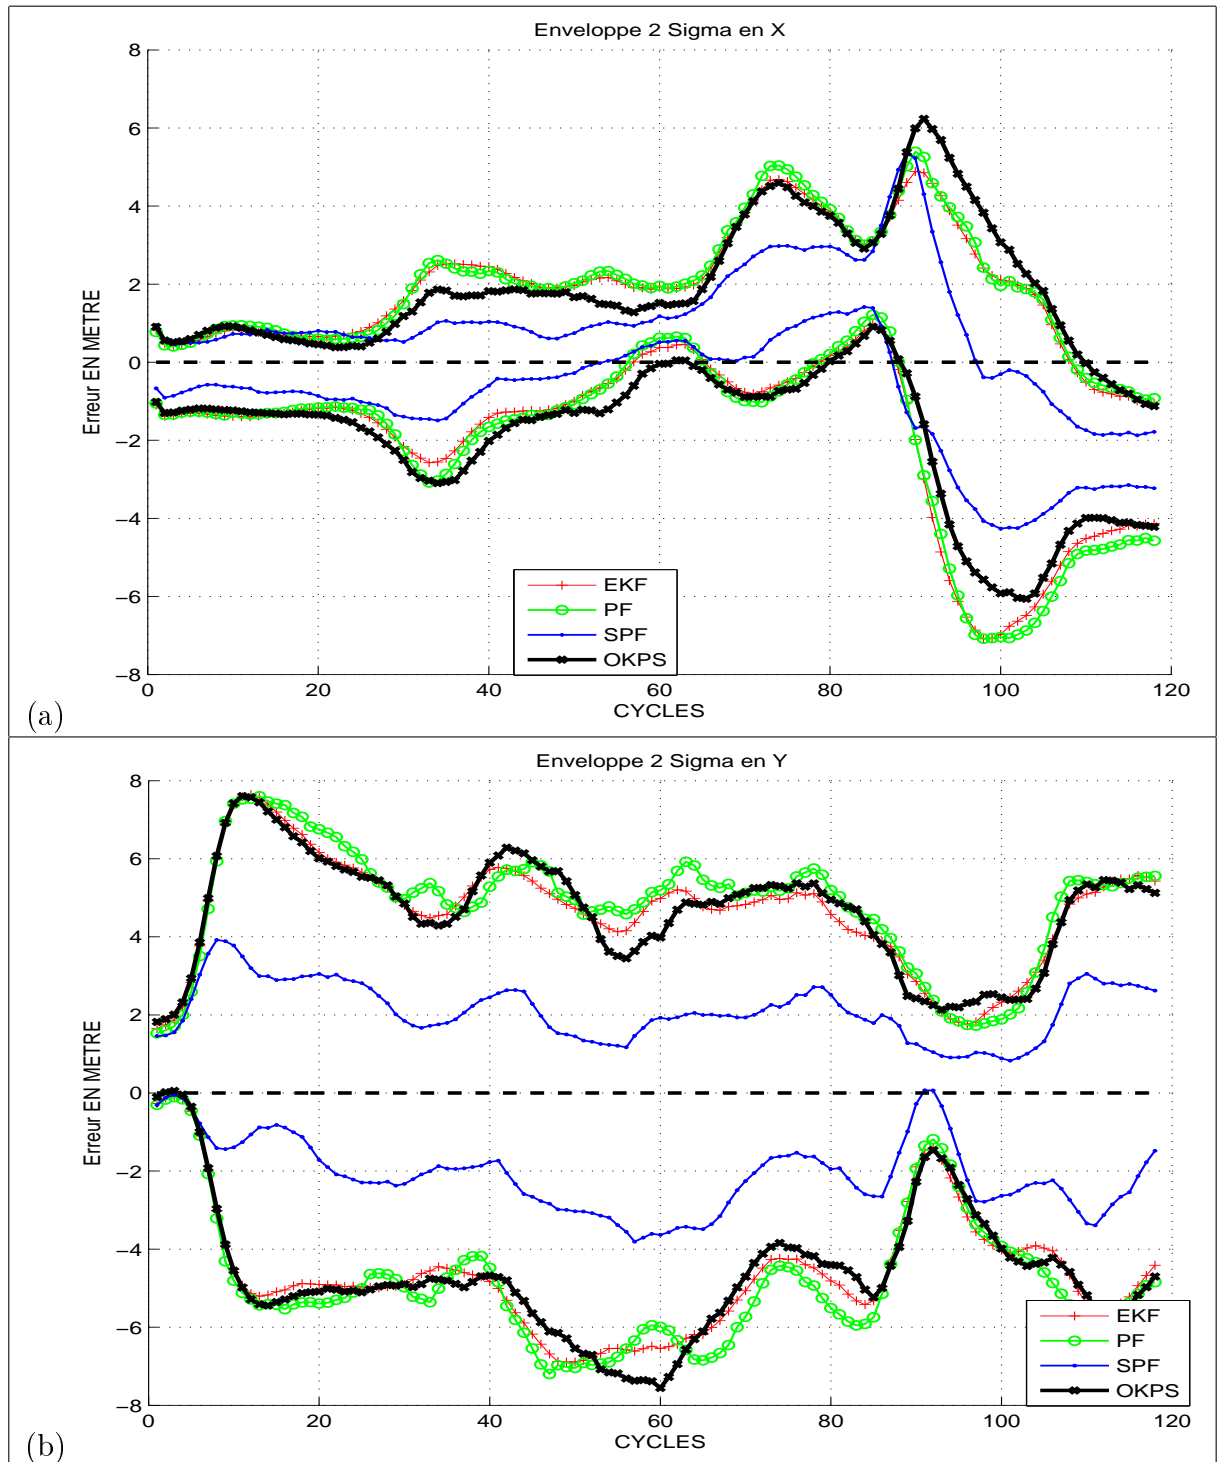 Enveloppe 2 Sigma en X
8
6
4
2
0
−2
−4
−6
−8
Erreur EN METRE
EKF
PF
SPF
OKPS
0 20 40 60 80 100 120
CYCLES
(a)
Enveloppe 2 Sigma en Y
8
6
4
2
0
−2
−4
−6
−8
Erreur EN METRE
EKF
PF
SPF
OKPS
0 20 40 60 80 100 120
CYCLES
(b)